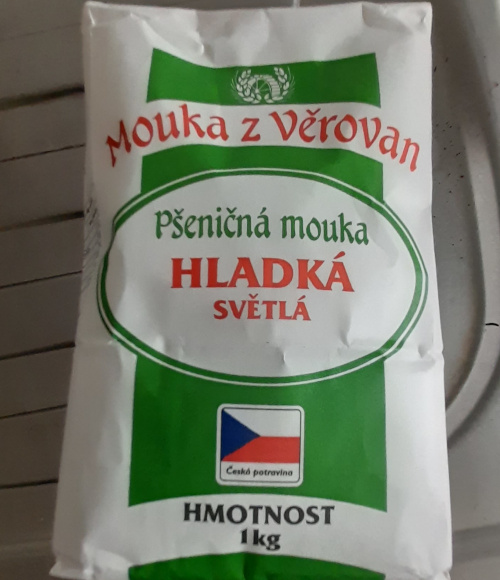 Mouka z Věrovan
Pšeničná mouka
HLADKÁ
SVĚTLÁ
Česká potravina
HMOTNOST
1kg